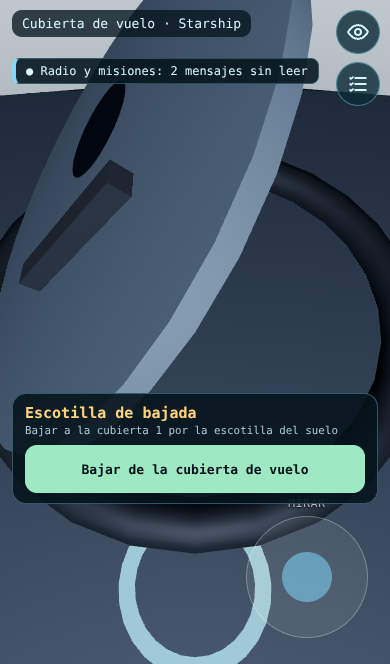 Cubierta de vuelo · Starship
● Radio y misiones: 2 mensajes sin leer
Escotilla de bajada
Bajar a la cubierta 1 por la escotilla del suelo
Bajar de la cubierta de vuelo
MIRAR